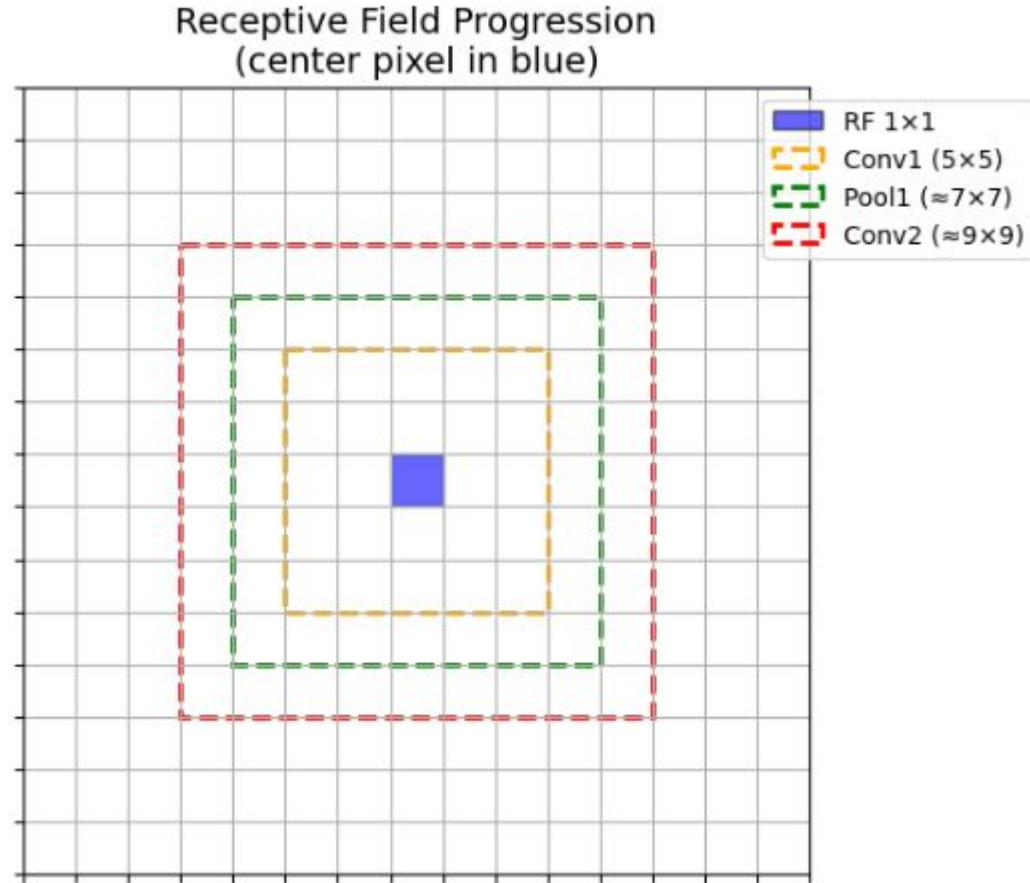 Receptive Field Progression
(center pixel in blue)
RF 1×1
Conv1 (5×5)
Pool1 (≈7×7)
Conv2 (≈9×9)